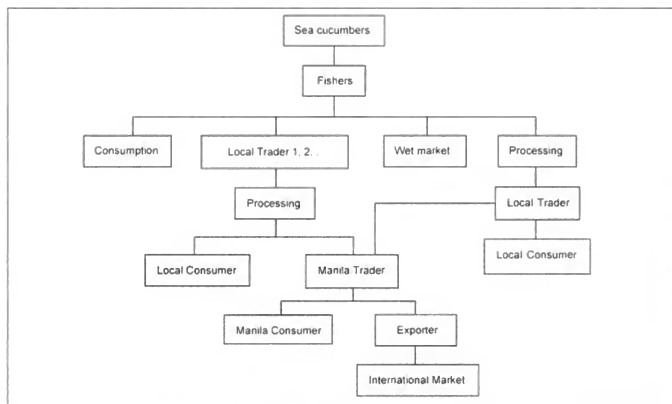 Sea cucumbers
Fishers
Consumption
Local Trader 1, 2. .
Wet market
Processing
Processing
Local Trader
Local Consumer
Manila Trader
Local Consumer
Manila Consumer
Exporter
International Market